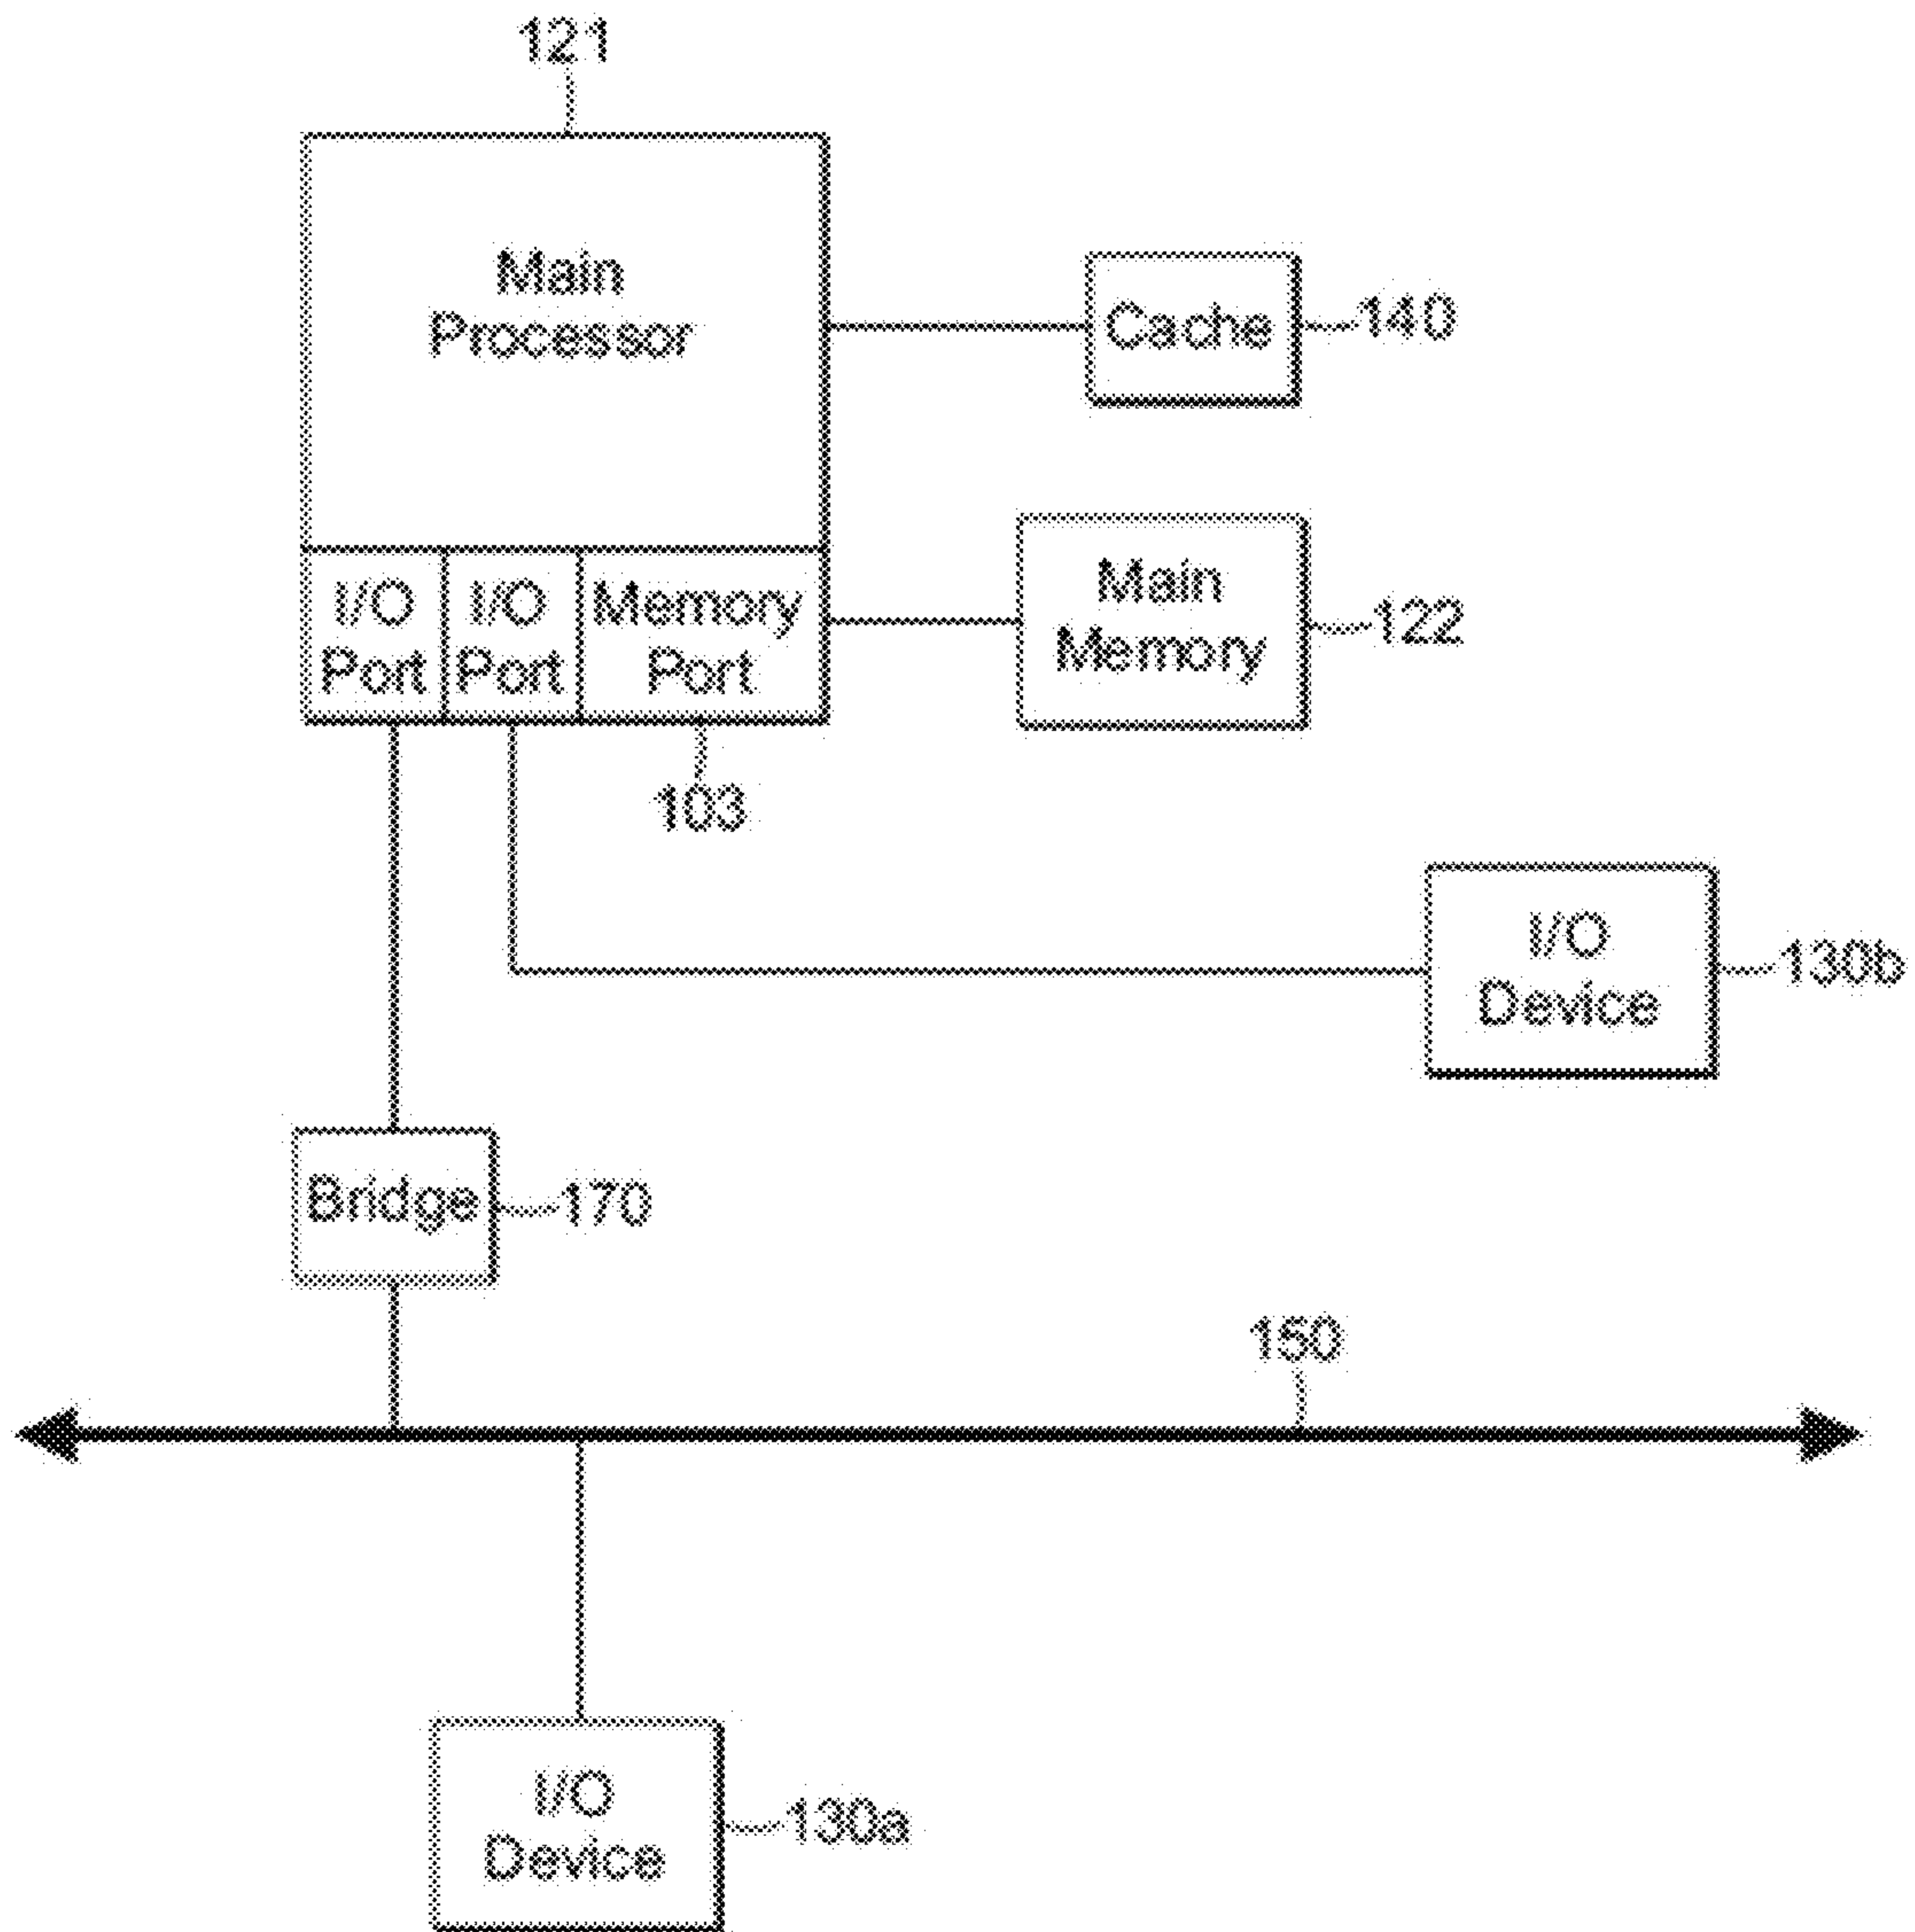 121
Main
Processor
Cache
140
I/O
Port
I/O
Port
Memory
Port
Main
Memory
122
103
I/O
Device
130b
Bridge
170
150
I/O
Device
130a